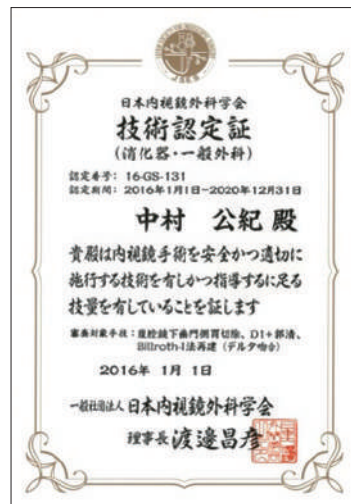 日本内視鏡外科学会
技術認定証
(消化器・一般外科)
認定番号: 16-GS-131
認定期間: 2016年1月1日~2020年12月31日
中村 公紀 殿
貴殿は内視鏡手術を安全かつ適切に
施行する技術を有しかつ指導するに足る
技量を有していることを証します
審査対象手技:腹腔鏡下幽門側胃切除、D1+郭清、
Billroth-I法再建(デルタ吻合)
2016年 1月 1日
一般社団法人 日本内視鏡外科学会
理事長 渡邊昌彦